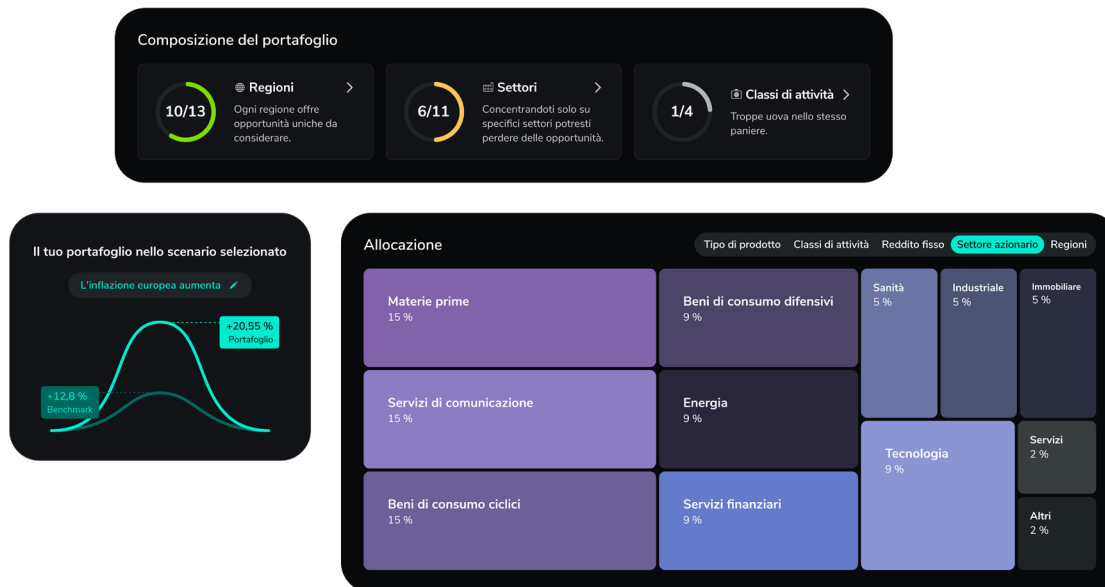 Composizione del portafoglio
10/13
Regioni
Ogni regione offre
opportunità uniche da
considerare.
6/11
Settori
Concentrandoti solo su
specifici settori potresti
perdere delle opportunità.
1/4
Classi di attività
Troppe uova nello stesso
paniere.
Il tuo portafoglio nello scenario selezionato
L'inflazione europea aumenta
+20,55 %
Portafoglio
+12,8 %
Benchmark
Allocazione
Tipo di prodotto Classi di attività Reddito fisso Settore azionario Regioni
Materie prime
15 %
Servizi di comunicazione
15 %
Beni di consumo ciclici
15 %
Beni di consumo difensivi
9 %
Energia
9 %
Servizi finanziari
9 %
Sanità
5 %
Industriale
5 %
Immobiliare
5 %
Tecnologia
9 %
Servizi
2 %
Altri
2 %